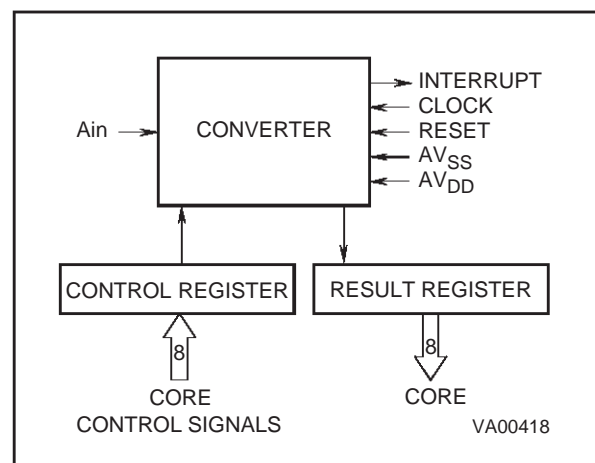 INTERRUPT
CLOCK
Ain
CONVERTER
RESET
AVSS
AVDD
CONTROL REGISTER
RESULT REGISTER
8
8
CORE
CONTROL SIGNALS
CORE
VA00418